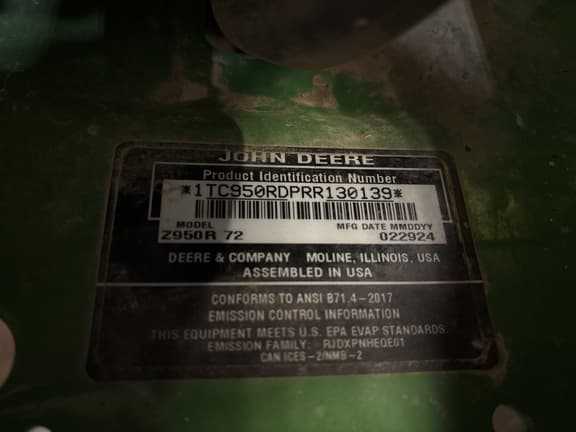 JOHN DEERE
Product Identification Number
*1TC950RDPRR130139*
MODEL MFG DATE MMDDYY
Z950R 72 022924
DEERE & COMPANY MOLINE, ILLINOIS, USA
ASSEMBLED IN USA
CONFORMS TO ANSI B71.4-2017
EMISSION CONTROL INFORMATION
THIS EQUIPMENT MEETS U.S. EPA EVAP STANDARDS.
EMISSION FAMILY: RJDXPNHEQE01
CAN ICES-2/NMB-2